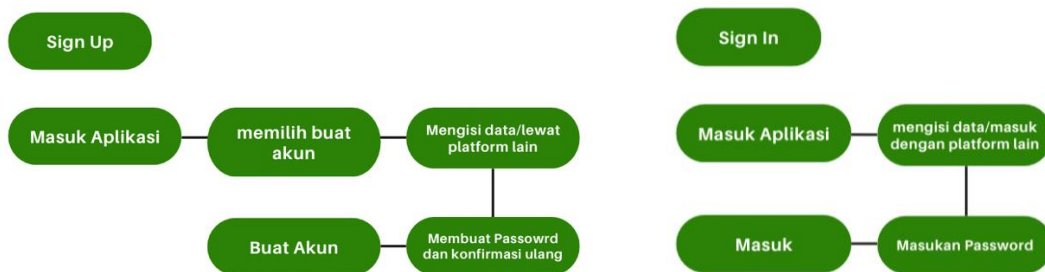 Sign Up
Masuk Aplikasi
memilih buat
akun
Mengisi data/lewat
platform lain
Buat Akun
Membuat Passowrd
dan konfirmasi ulang
Sign In
Masuk Aplikasi
mengisi data/masuk
dengan platform lain
Masuk
Masukan Password